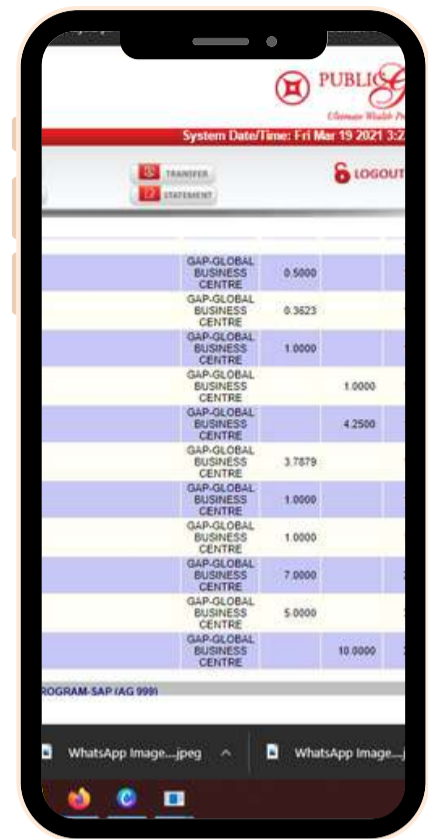 PUBLIC
System Date/Time: Fri Mar 19 2021 3:2
TRANSFER
LOGOUT
STATEMENT
GAP-GLOBAL
BUSINESS
CENTRE
0.5000
GAP-GLOBAL
BUSINESS
CENTRE
0.3623
GAP-GLOBAL
BUSINESS
CENTRE
1.0000
GAP-GLOBAL
BUSINESS
CENTRE
1.0000
GAP-GLOBAL
BUSINESS
CENTRE
4.2500
GAP-GLOBAL
BUSINESS
CENTRE
3.7879
GAP-GLOBAL
BUSINESS
CENTRE
1.0000
GAP-GLOBAL
BUSINESS
CENTRE
1.0000
GAP-GLOBAL
BUSINESS
CENTRE
7.0000
GAP-GLOBAL
BUSINESS
CENTRE
5.0000
GAP-GLOBAL
BUSINESS
CENTRE
10.0000
ROGRAM-SAP (AG 999)
WhatsApp Image....jpeg
WhatsApp Image....j